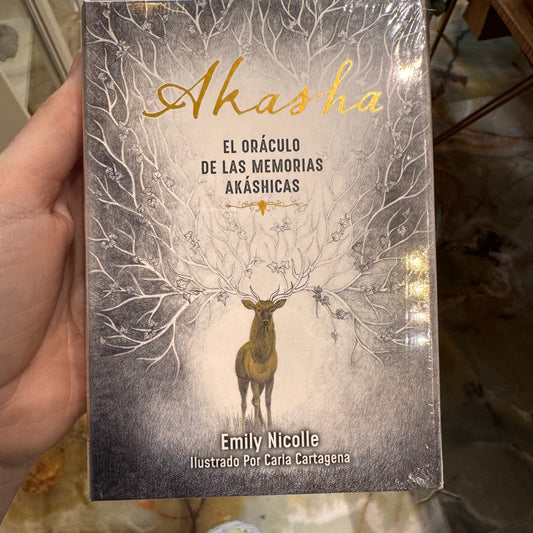 Akasha
EL ORÁCULO
DE LAS MEMORIAS
AKÁSHICAS
Emily Nicolle
Ilustrado Por Carla Cartagena